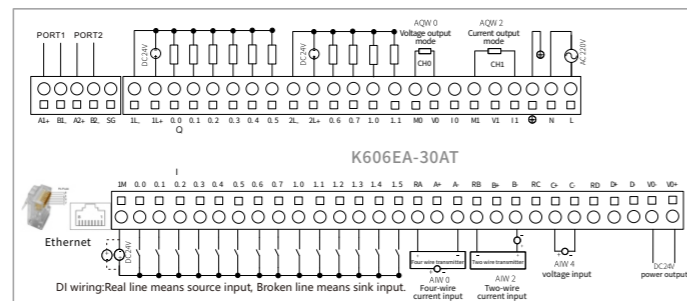 PORT1 PORT2
DC24V
DC24V
AQW 0
Voltage output
mode
CH0
AQW 2
Current output
mode
CH1
AC 220V
A1+ B1- A2+ B2- SG
1L- 1L+ 0.0 0.1 0.2 0.3 0.4 0.5 2L- 2L+ 0.6 0.7 1.0 1.1 M0 V0 I0 M1 V1 I1 N L
Q
K606EA-30AT
I
1M 0.0 0.1 0.2 0.3 0.4 0.5 0.6 0.7 1.0 1.1 1.2 1.3 1.4 1.5 RA A+ A- RB B+ B- RC C+ C- RD D+ D- V0- V0+
Ethernet
DC24V
Four wire transmitter
Two wire transmitter
DI wiring:Real line means source input, Broken line means sink input.
AIW 0
Four-wire
current input
AIW 2
Two-wire
current input
AIW 4
voltage input
DC24V
power output